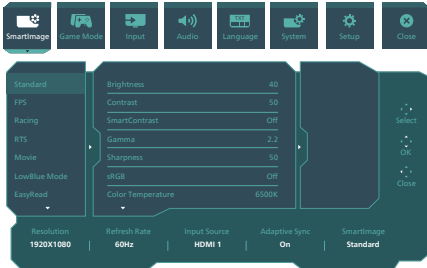 SmartImage Game Mode Input Audio TXT Language System Setup Close
Standard Brightness 40
FPS Contrast 50
Racing SmartContrast Off Select
RTS Gamma 2.2 OK
Movie Sharpness 50
LowBlue Mode sRGB Off Close
EasyRead Color Temperature 6500K
Resolution Refresh Rate Input Source Adaptive Sync SmartImage
1920X1080 | 60Hz | HDMI 1 | On | Standard